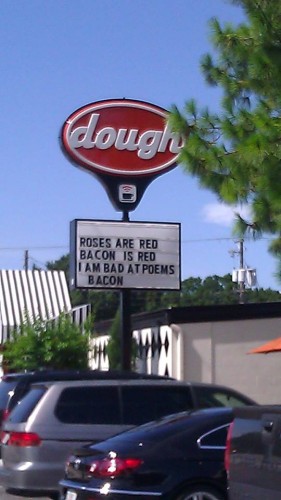 dough
ROSES ARE RED
BACON IS RED
I AM BAD AT POEMS
BACON